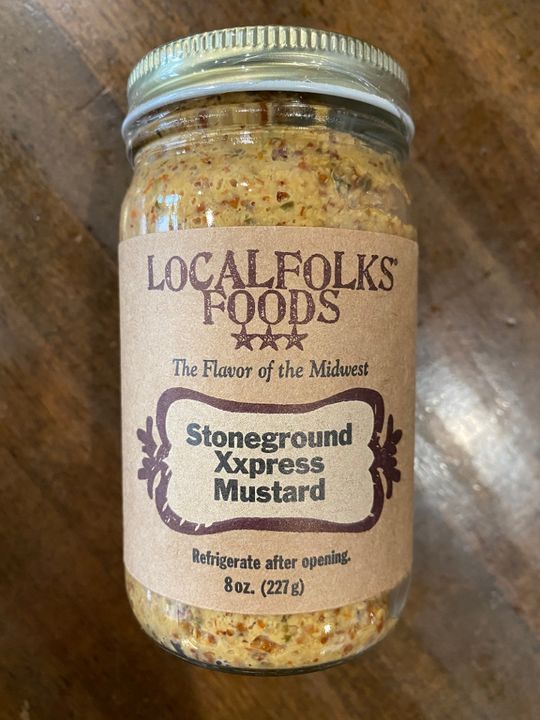 LOCALFOLKS®
FOODS
The Flavor of the Midwest
Stoneground
Xxpress
Mustard
Refrigerate after opening.
8 oz. (227 g)